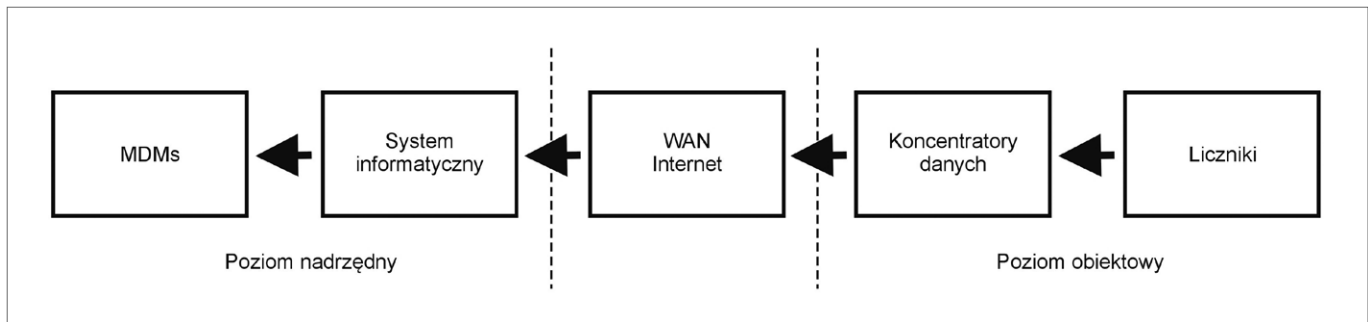 MDMs
System
informatyczny
WAN
Internet
Koncentratory
danych
Liczniki
Poziom nadrzędny
Poziom obiektowy